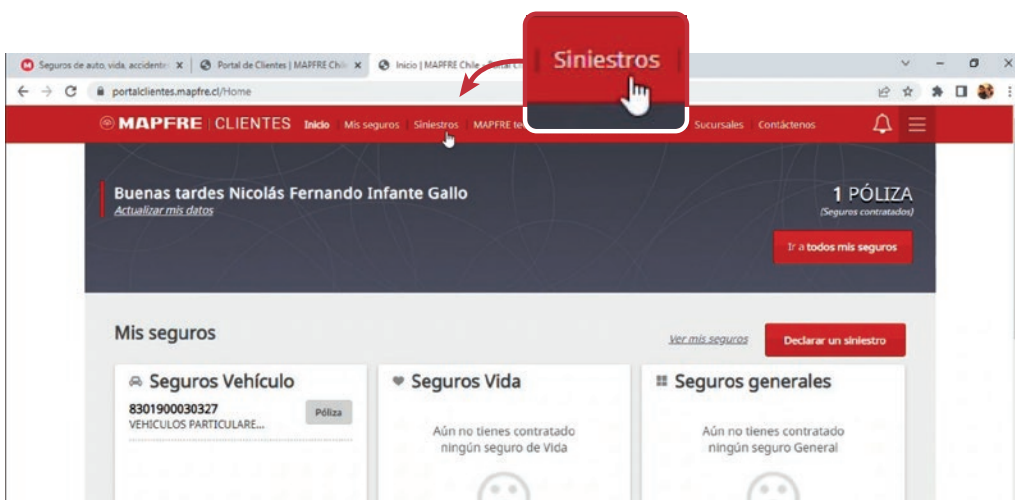 Siniestros
Seguros de auto, vida, accidente
Portal de Clientes | MAPFRE Chil
Inicio | MAPFRE Chile
portalclientes.mapfre.cl/Home
MAPFRE CLIENTES Inicio Mis seguros Siniestros MAPFRE Sucursales Contáctenos
Buenas tardes Nicolás Fernando Infante Gallo
Actualizar mis datos
1 PÓLIZA
(Seguros contratados)
Ir a todos mis seguros
Mis seguros
Ver mis seguros
Declarar un siniestro
Seguros Vehículo
8301900030327
VEHICULOS PARTICULARE...
Póliza
Seguros Vida
Aún no tienes contratado
ningún seguro de Vida
Seguros generales
Aún no tienes contratado
ningún seguro General